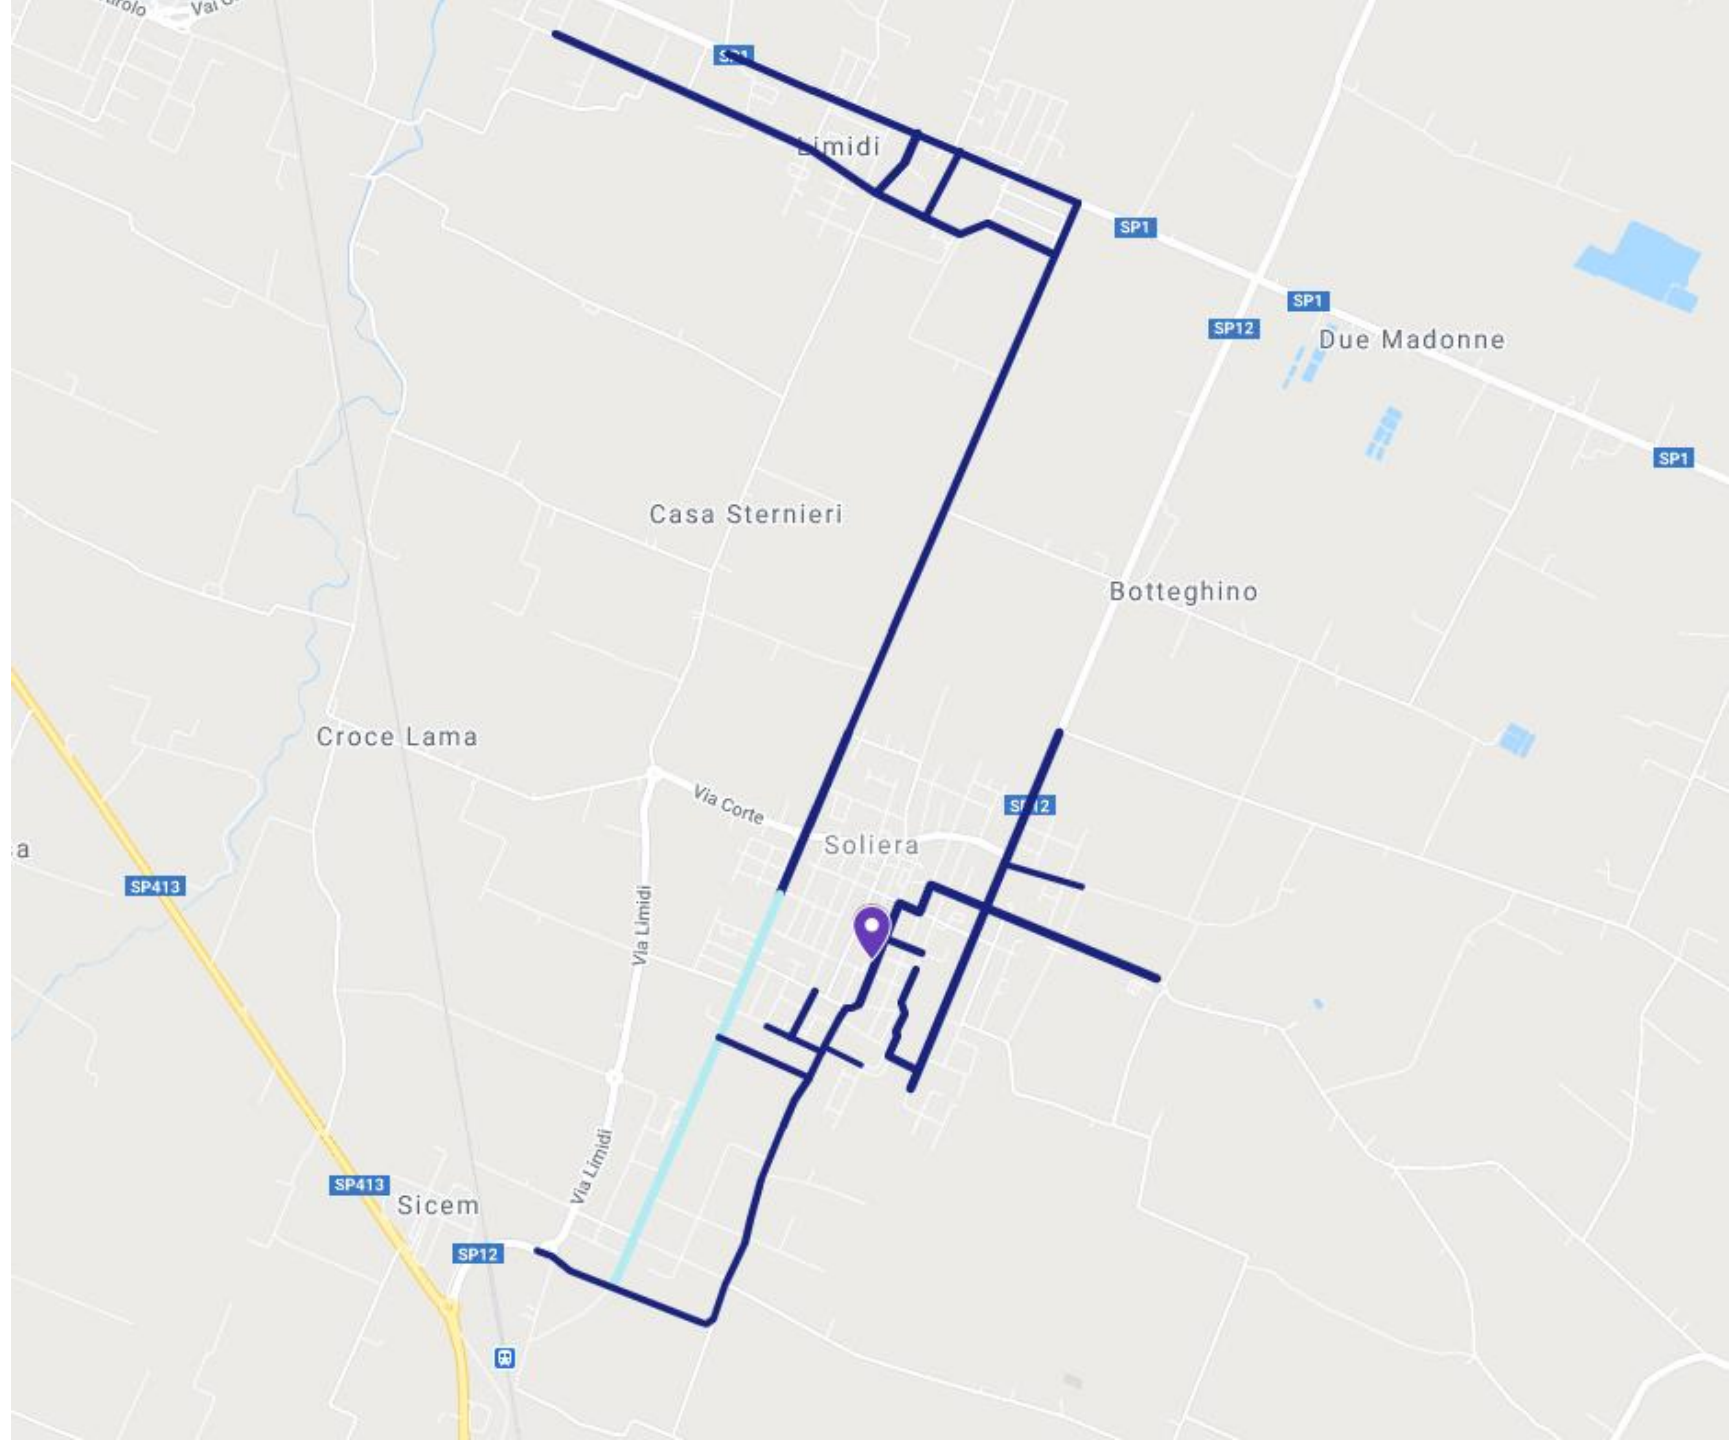 SP1
Limidi
SP1
SP1
SP12
Due Madonne
SP1
Casa Sternieri
Botteghino
Croce Lama
Via Corte
SP12
Soliera
SP413
Via Limidi
Via Limidi
SP413
Sicem
SP12